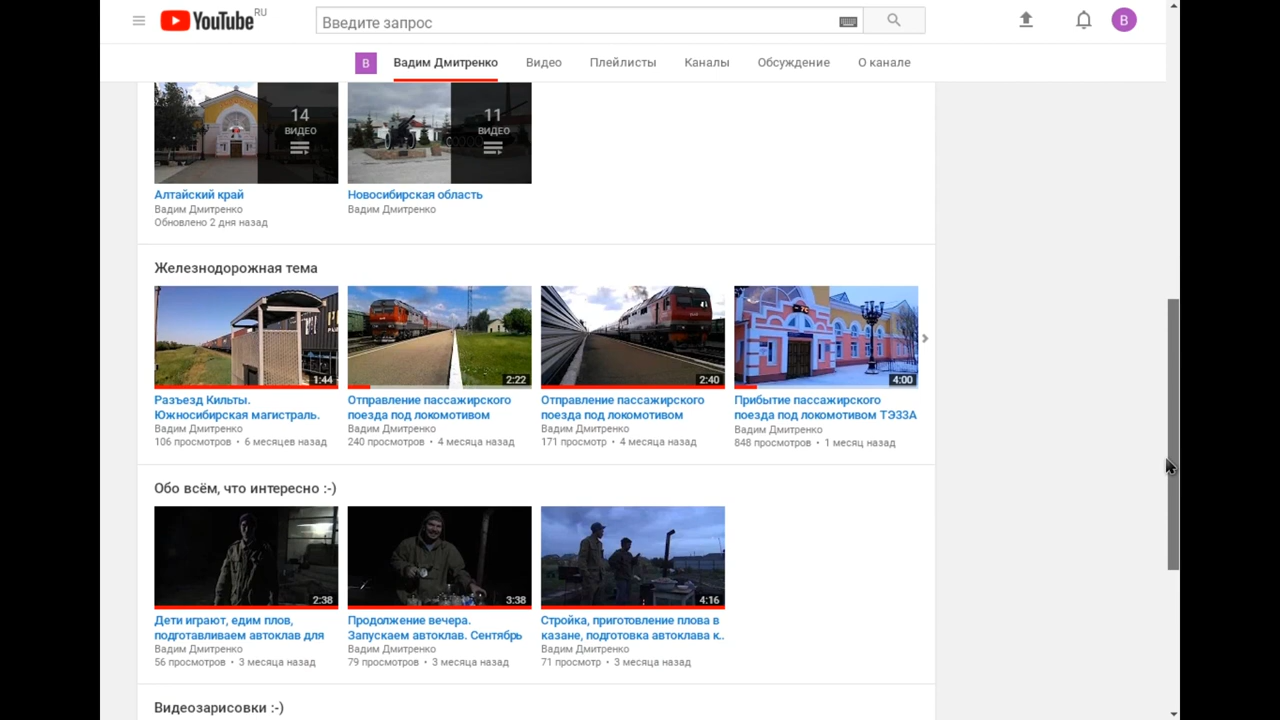 YouTube RU
Введите запрос
В
В
Вадим Дмитренко
Видео
Плейлисты
Каналы
Обсуждение
О канале
14
ВИДЕО
11
ВИДЕО
Алтайский край
Вадим Дмитренко
Обновлено 2 дня назад
Новосибирская область
Вадим Дмитренко
Железнодорожная тема
1:44
2:22
2:40
4:00
Разъезд Кильты.
Южносибирская магистраль.
Вадим Дмитренко
106 просмотров • 6 месяцев назад
Отправление пассажирского
поезда под локомотивом
Вадим Дмитренко
240 просмотров • 4 месяца назад
Отправление пассажирского
поезда под локомотивом
Вадим Дмитренко
171 просмотр • 4 месяца назад
Прибытие пассажирского
поезда под локомотивом ТЭ33А
Вадим Дмитренко
848 просмотров • 1 месяц назад
Обо всём, что интересно :-)
2:38
3:38
4:16
Дети играют, едим плов,
подготавливаем автоклав для
Вадим Дмитренко
56 просмотров • 3 месяца назад
Продолжение вечера.
Запускаем автоклав. Сентябрь
Вадим Дмитренко
79 просмотров • 3 месяца назад
Стройка, приготовление плова в
казане, подготовка автоклава к..
Вадим Дмитренко
71 просмотр • 3 месяца назад
Видеозарисовки :-)